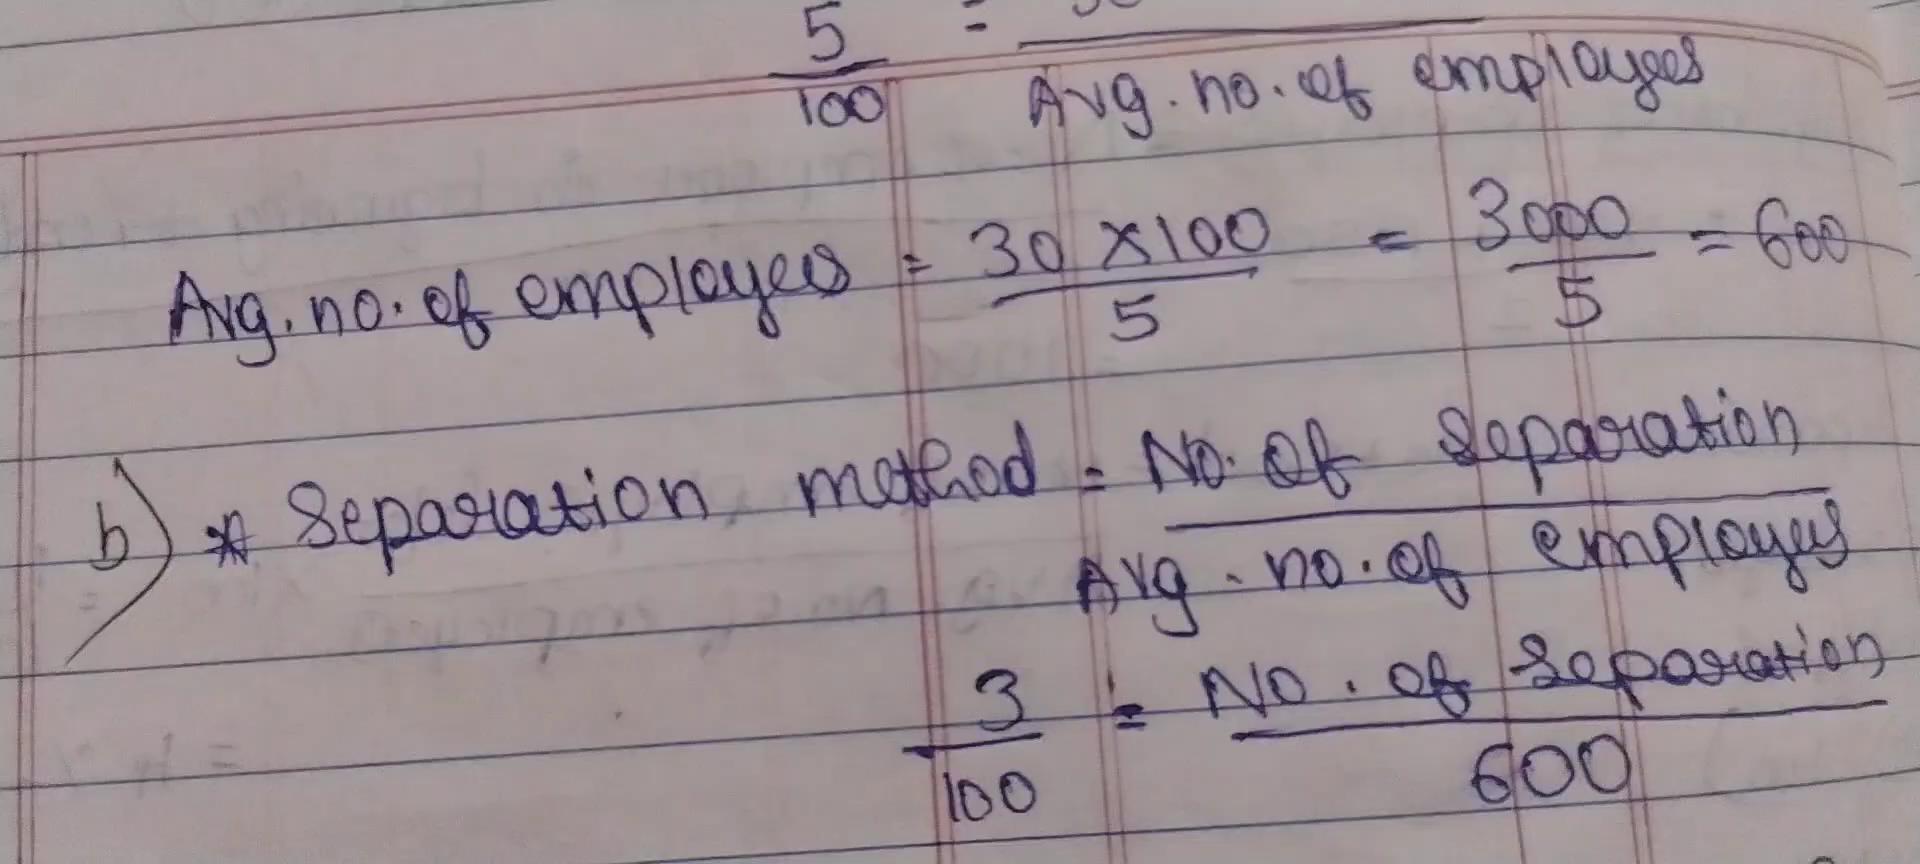 5/100 = /Avg. no. of employees
Avg. no. of employees = 30 x 100/5 = 3000/5 = 600
b) * Separation method = No. Of Separation/Avg. no. of employees
3/100 = No. of Separation/600